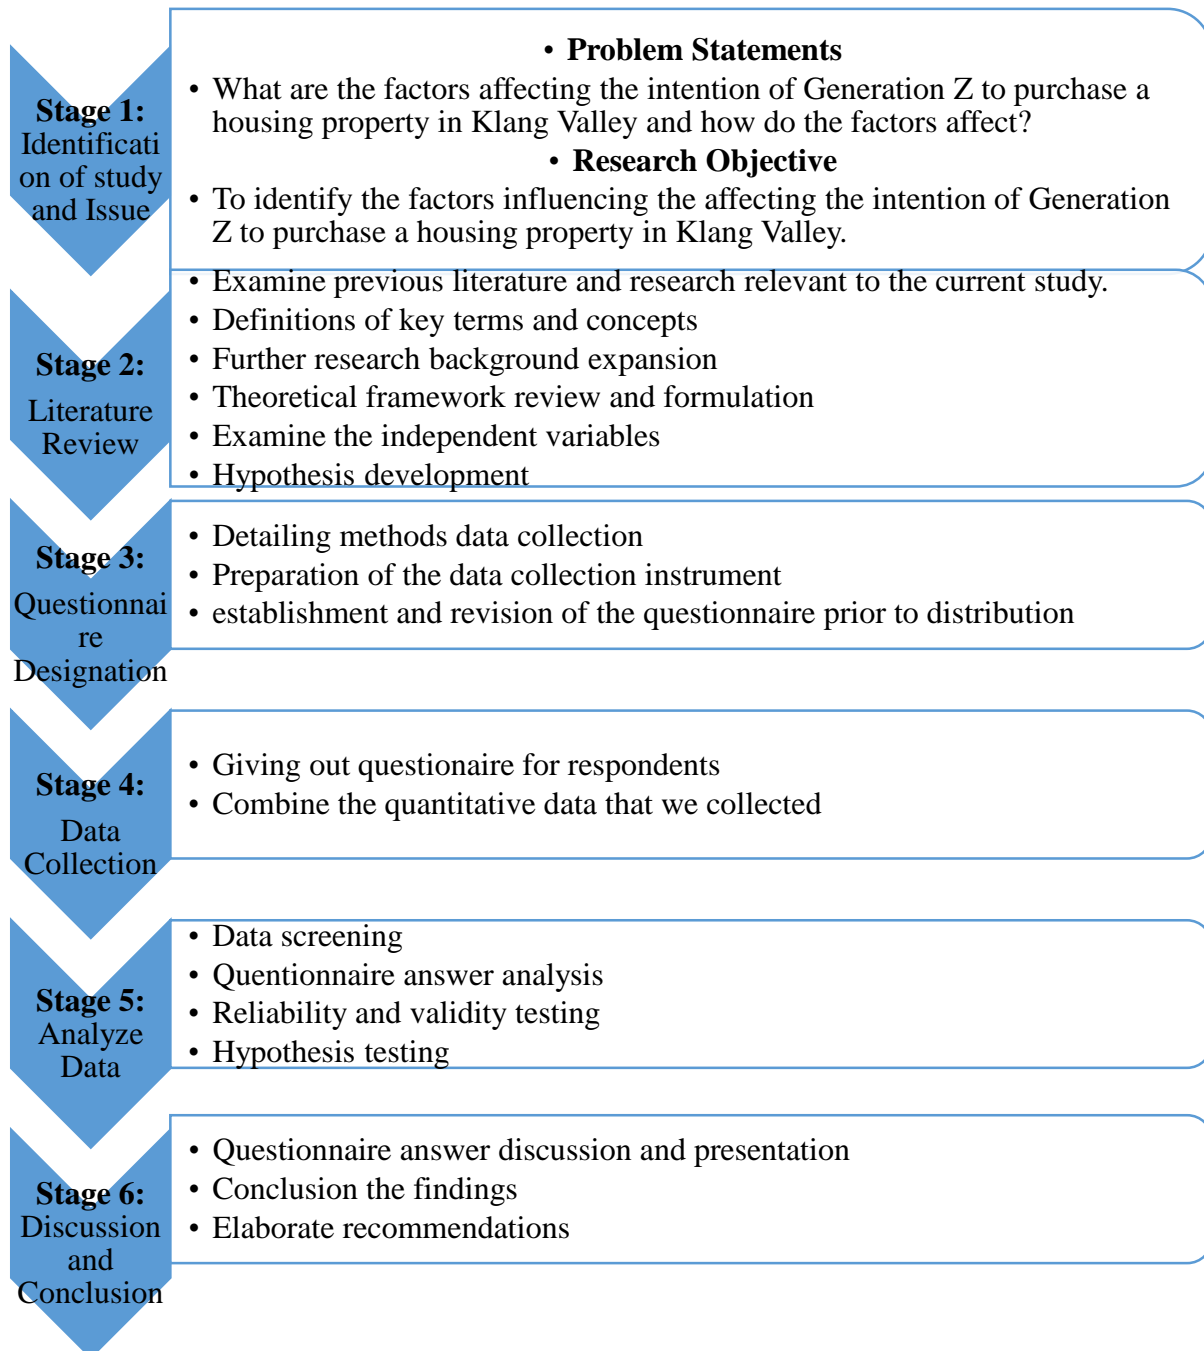 Stage 1:
Identificati
on of study
and Issue
• Problem Statements
• What are the factors affecting the intention of Generation Z to purchase a
housing property in Klang Valley and how do the factors affect?
• Research Objective
• To identify the factors influencing the affecting the intention of Generation
Z to purchase a housing property in Klang Valley.
Stage 2:
Literature
Review
• Examine previous literature and research relevant to the current study.
• Definitions of key terms and concepts
• Further research background expansion
• Theoretical framework review and formulation
• Examine the independent variables
• Hypothesis development
Stage 3:
Questionnai
re
Designation
• Detailing methods data collection
• Preparation of the data collection instrument
• establishment and revision of the questionnaire prior to distribution
Stage 4:
Data
Collection
• Giving out questionaire for respondents
• Combine the quantitative data that we collected
Stage 5:
Analyze
Data
• Data screening
• Quentionnaire answer analysis
• Reliability and validity testing
• Hypothesis testing
Stage 6:
Discussion
and
Conclusion
• Questionnaire answer discussion and presentation
• Conclusion the findings
• Elaborate recommendations